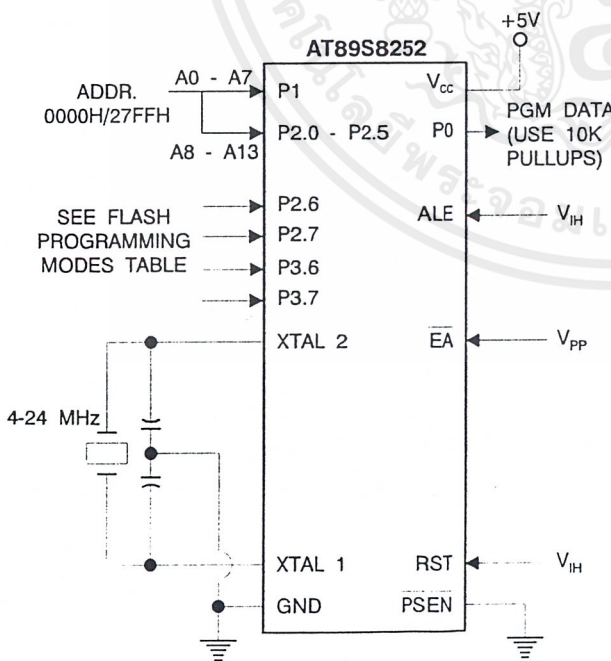 +5V
AT89S8252
ADDR.
0000H/27FFH
A0 - A7
P1
Vcc
A8 - A13
P2.0 - P2.5
P0
PGM DATA
(USE 10K
PULLUPS)
SEE FLASH
PROGRAMMING
MODES TABLE
P2.6
P2.7
P3.6
P3.7
ALE
VIH
XTAL 2
EA
VPP
4-24 MHz
XTAL 1
RST
VIH
GND
PSEN